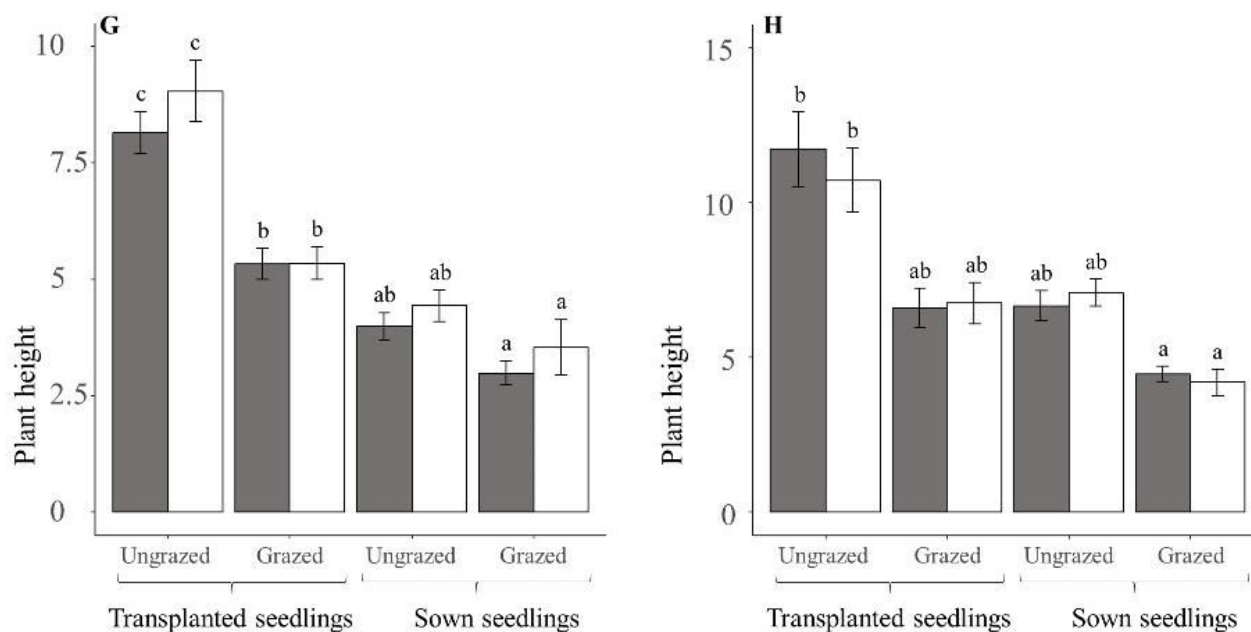 G
10
7.5
5
2.5
0
Plant height
c
c
b
b
ab
ab
a
a
Ungrazed
Grazed
Ungrazed
Grazed
Transplanted seedlings
Sown seedlings
H
15
10
5
0
Plant height
b
b
ab
ab
ab
ab
a
a
Ungrazed
Grazed
Ungrazed
Grazed
Transplanted seedlings
Sown seedlings